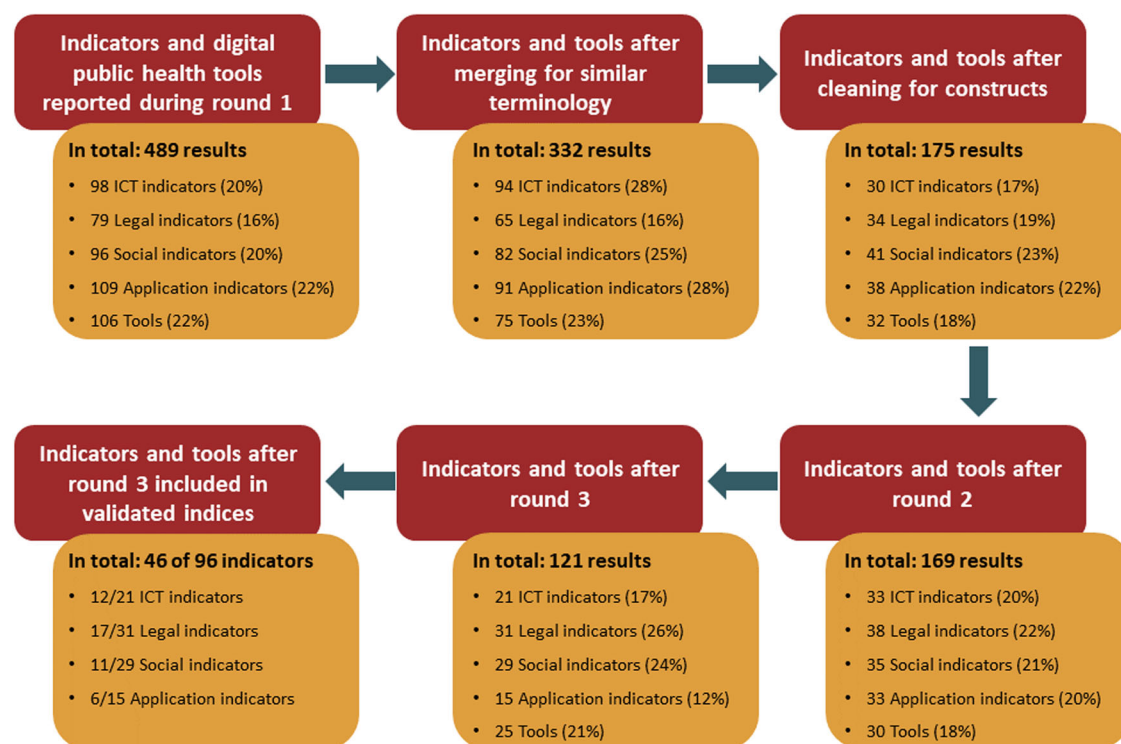 Indicators and digital
public health tools
reported during round 1
In total: 489 results
• 98 ICT indicators (20%)
• 79 Legal indicators (16%)
• 96 Social indicators (20%)
• 109 Application indicators (22%)
• 106 Tools (22%)
Indicators and tools after
merging for similar
terminology
In total: 332 results
• 94 ICT indicators (28%)
• 65 Legal indicators (16%)
• 82 Social indicators (25%)
• 91 Application indicators (28%)
• 75 Tools (23%)
Indicators and tools after
cleaning for constructs
In total: 175 results
• 30 ICT indicators (17%)
• 34 Legal indicators (19%)
• 41 Social indicators (23%)
• 38 Application indicators (22%)
• 32 Tools (18%)
Indicators and tools after
round 2
In total: 169 results
• 33 ICT indicators (20%)
• 38 Legal indicators (22%)
• 35 Social indicators (21%)
• 33 Application indicators (20%)
• 30 Tools (18%)
Indicators and tools after
round 3
In total: 121 results
• 21 ICT indicators (17%)
• 31 Legal indicators (26%)
• 29 Social indicators (24%)
• 15 Application indicators (12%)
• 25 Tools (21%)
Indicators and tools after
round 3 included in
validated indices
In total: 46 of 96 indicators
• 12/21 ICT indicators
• 17/31 Legal indicators
• 11/29 Social indicators
• 6/15 Application indicators